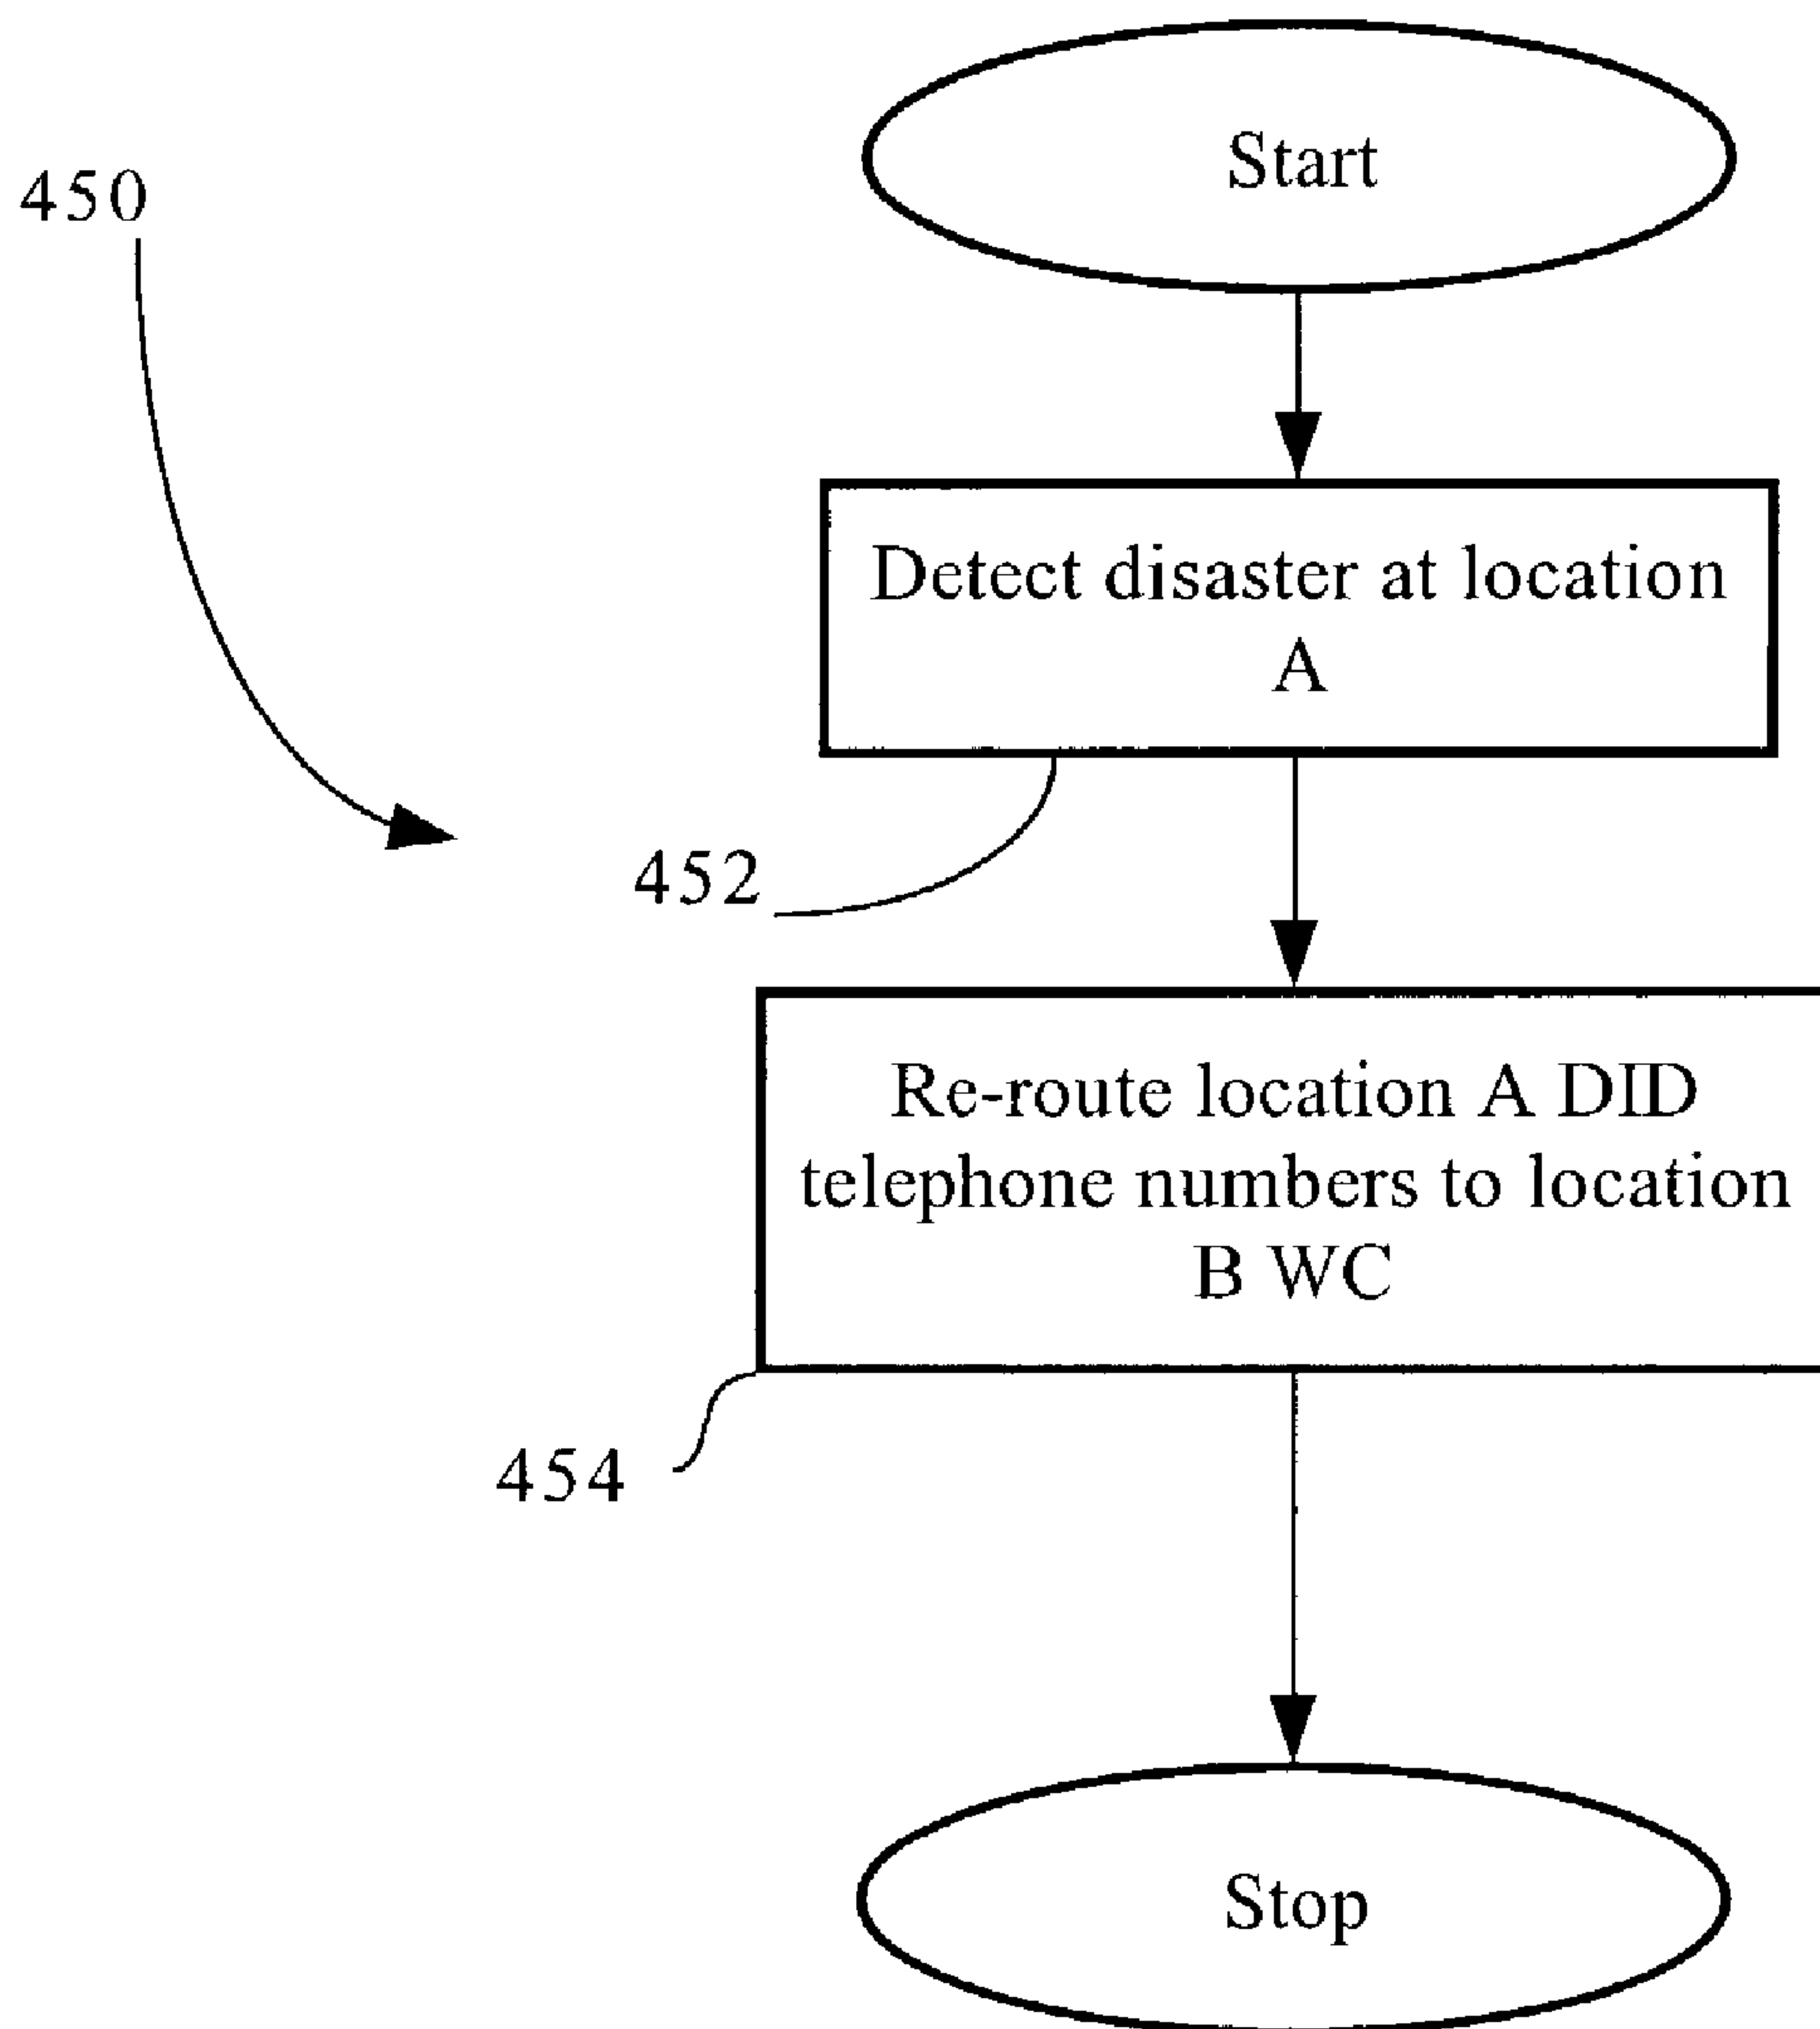 Start
450
Detect disaster at location
A
452
Re-route location A DID
telephone numbers to location
B WC
454
Stop